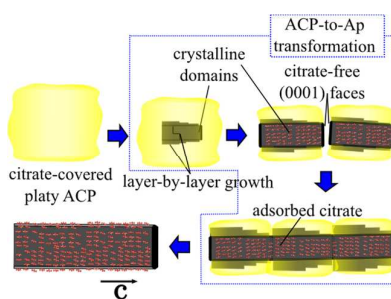 ACP-to-Ap
transformation
crystalline
domains
citrate-free
(0001) faces
citrate-covered
platy ACP
layer-by-layer growth
adsorbed citrate
C